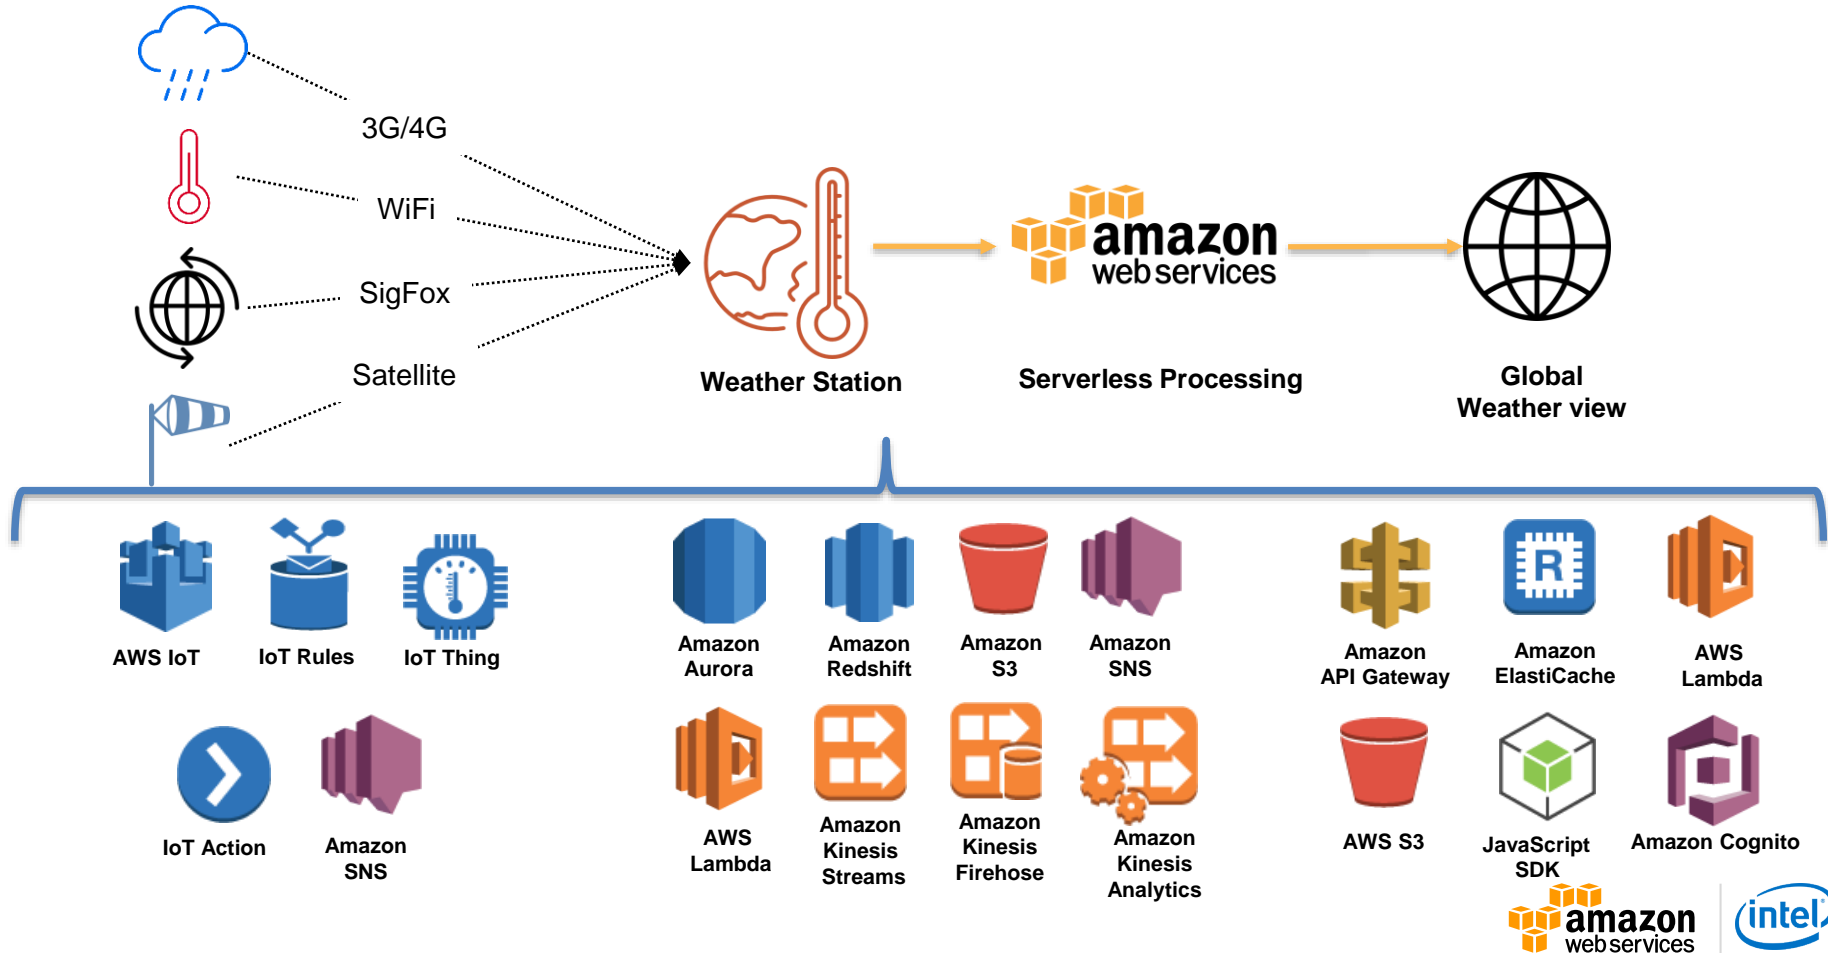 3G/4G
WiFi
SigFox
Satellite
amazon
web services
Weather Station
Serverless Processing
Global
Weather view
AWS IoT
IoT Rules
IoT Thing
IoT Action
Amazon
SNS
Amazon
Aurora
Amazon
Redshift
Amazon
S3
Amazon
SNS
AWS
Lambda
Amazon
Kinesis
Streams
Amazon
Kinesis
Firehose
Amazon
Kinesis
Analytics
Amazon
API Gateway
R
Amazon
ElastiCache
AWS
Lambda
AWS S3
JavaScript
SDK
Amazon Cognito
amazon
web services
intel